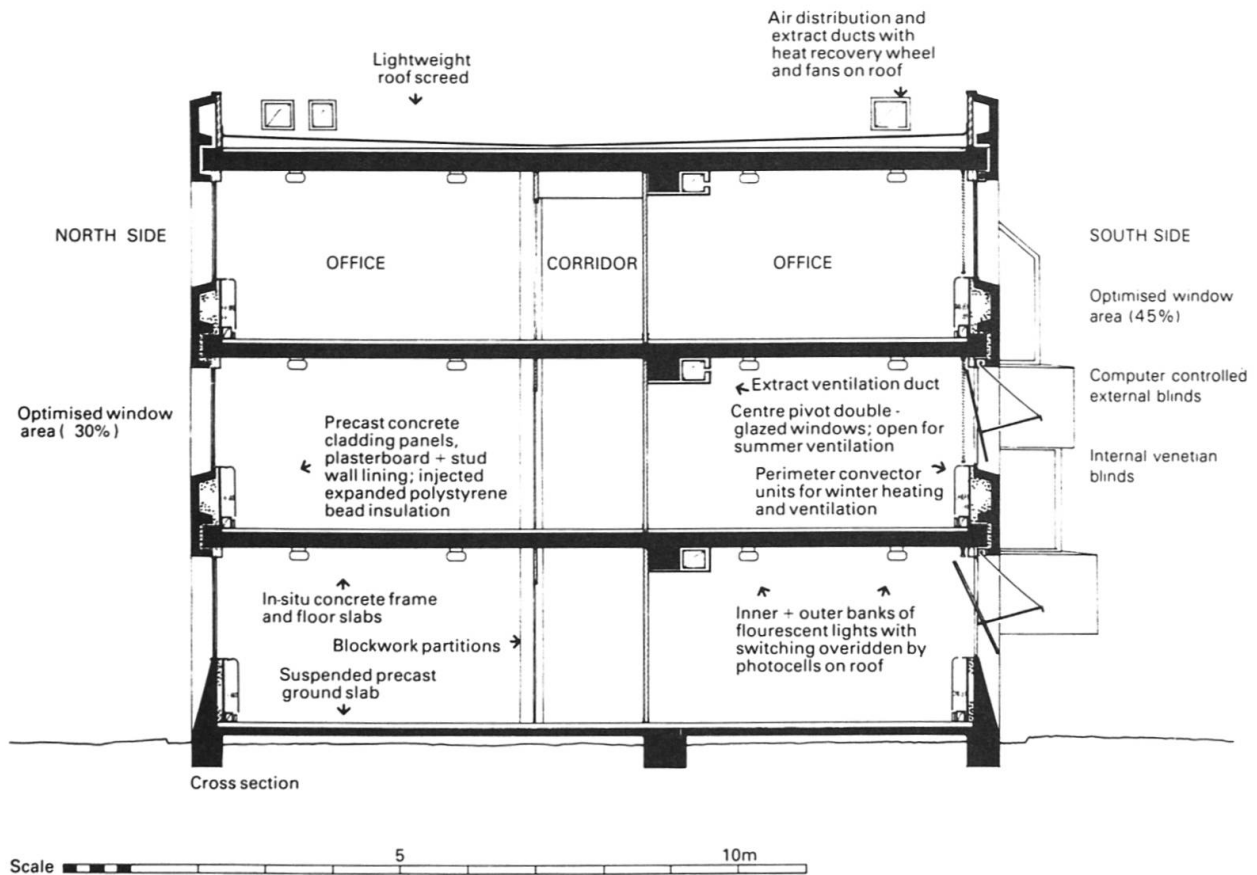 Air distribution and
extract ducts with
heat recovery wheel
and fans on roof
Lightweight
roof screed
NORTH SIDE
OFFICE
CORRIDOR
OFFICE
SOUTH SIDE
Optimised window
area (45%)
Computer controlled
external blinds
Internal venetian
blinds
Optimised window
area ( 30%)
Precast concrete
cladding panels,
plasterboard + stud
wall lining; injected
expanded polystyrene
bead insulation
Extract ventilation duct
Centre pivot double -
glazed windows; open for
summer ventilation
Perimeter convector
units for winter heating
and ventilation
In-situ concrete frame
and floor slabs
Blockwork partitions
Suspended precast
ground slab
Inner + outer banks of
flourescent lights with
switching overidden by
photocells on roof
Cross section
Scale
5
10m